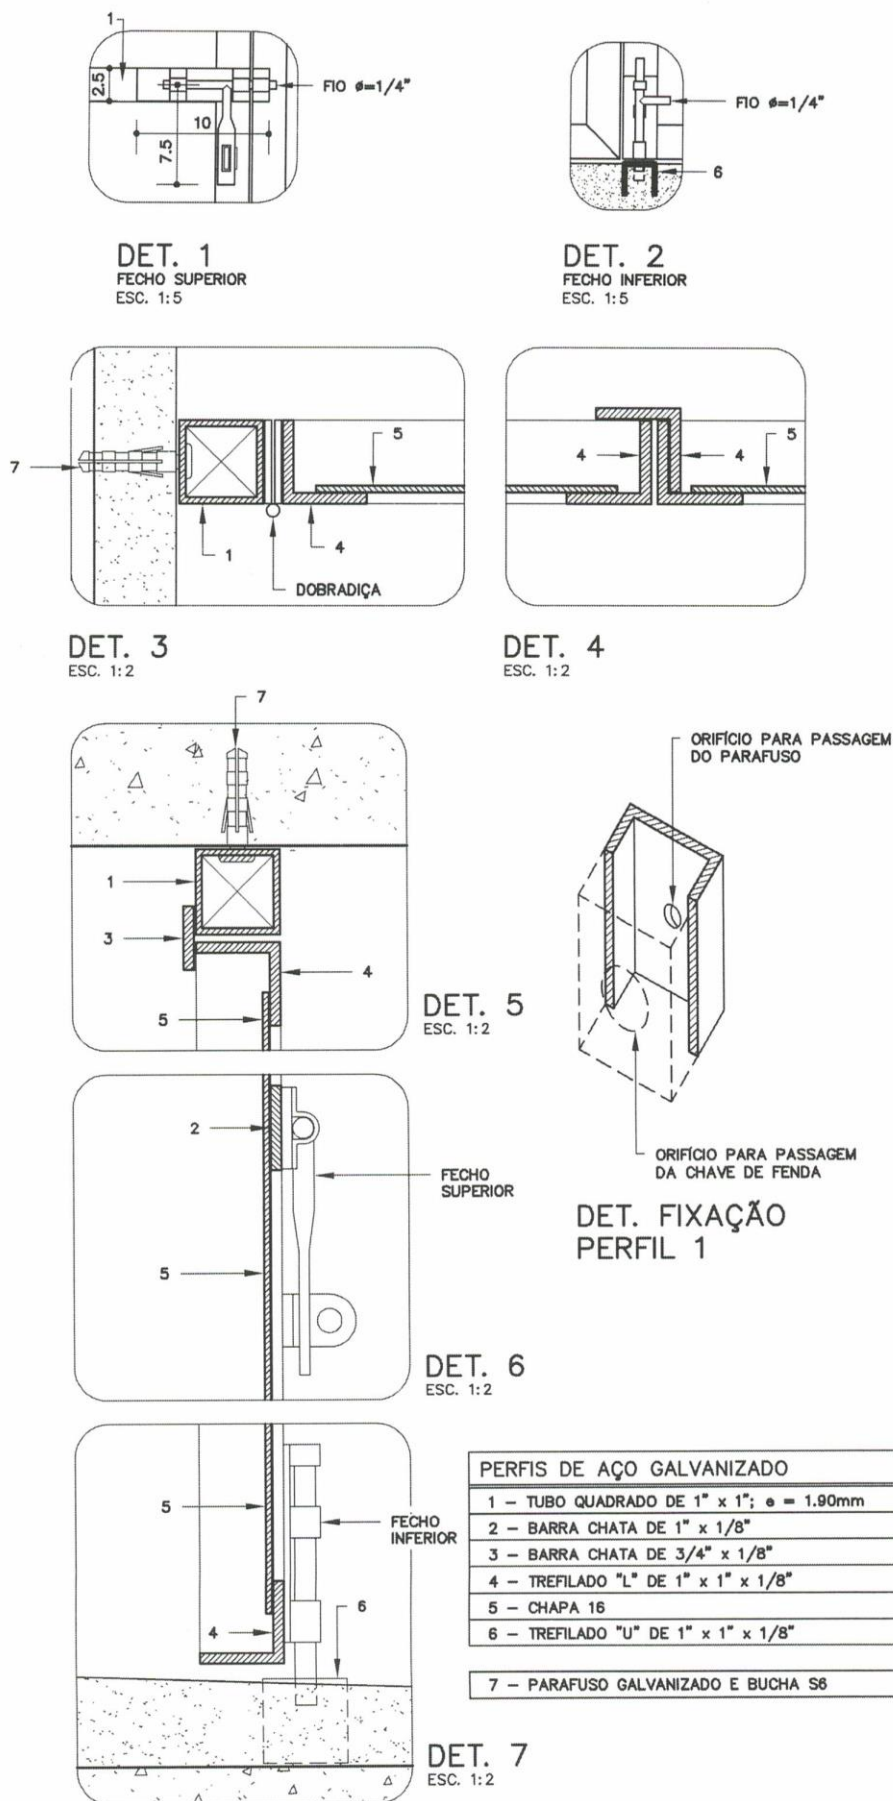 1
2.5
10
7.5
FIO ø=1/4"
DET. 1
FECHO SUPERIOR
ESC. 1:5
FIO ø=1/4"
6
DET. 2
FECHO INFERIOR
ESC. 1:5
7
5
1
4
DOBRADIÇA
DET. 3
ESC. 1:2
5
4
4
DET. 4
ESC. 1:2
7
1
3
4
5
DET. 5
ESC. 1:2
ORIFÍCIO PARA PASSAGEM
DO PARAFUSO
ORIFÍCIO PARA PASSAGEM
DA CHAVE DE FENDA
DET. FIXAÇÃO
PERFIL 1
2
FECHO
SUPERIOR
5
DET. 6
ESC. 1:2
5
FECHO
INFERIOR
6
4
DET. 7
ESC. 1:2
PERFIS DE AÇO GALVANIZADO
1 – TUBO QUADRADO DE 1" x 1"; e = 1.90mm
2 – BARRA CHATA DE 1" x 1/8"
3 – BARRA CHATA DE 3/4" x 1/8"
4 – TREFILADO "L" DE 1" x 1" x 1/8"
5 – CHAPA 16
6 – TREFILADO "U" DE 1" x 1" x 1/8"
7 – PARAFUSO GALVANIZADO E BUCHA S6